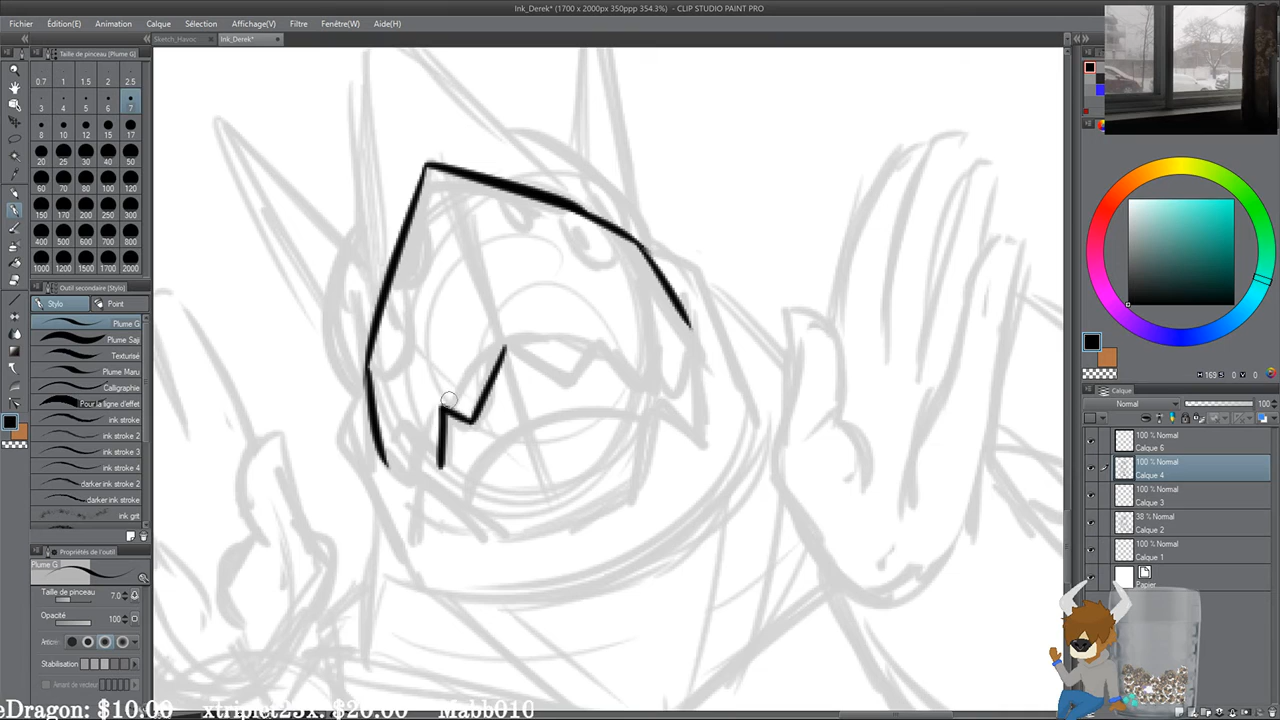 Ink_Derek* (1700 x 2000px 350ppp 354.3%) - CLIP STUDIO PAINT PRO
Fichier Édition(E) Animation Calque Sélection Affichage(V) Filtre Fenêtre(W) Aide(H)
Taille de pinceau [Plume G]
Sketch_Havoc Ink_Derek*
0.7 1 1.5 2 2.5
3 4 5 6 7
8 10 12 15 17
20 25 30 40 50
60 70 80 100 120
150 170 200 250 300
400 500 600 700 800
1000 1200 1500 1700 2000
Outil secondaire [Stylo]
Stylo Point
Plume G
Plume Saji
Texturisé
Plume Maru
Calligraphie
Pour la ligne d'effet
ink stroke
ink stroke 2
ink stroke 3
ink stroke 4
darker ink stroke 2
darker ink stroke
ink grit
Propriétés de l'outil
Plume G
Taille de pinceau 7.0
Opacité 100
Stabilisation
Aimant de vecteur
H 169 S 0 V 0
Calque
Normal 100
100 % Normal
Calque 6
100 % Normal
Calque 4
100 % Normal
Calque 3
38 % Normal
Calque 2
100 % Normal
Calque 1
Papier
eDragon: $10.00 xtriplet23x: $20.00 Mabb010